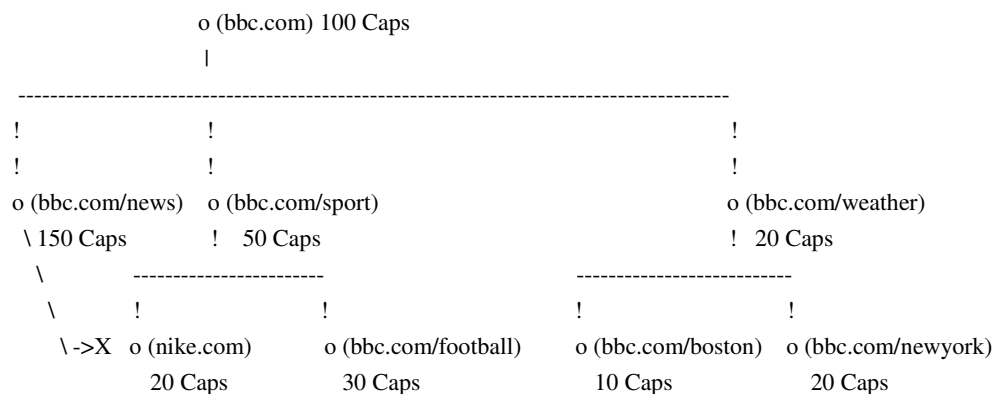 o (bbc.com) 100 Caps
|
-----------------------------------------------------------------------------------------
! ! !
! ! !
o (bbc.com/news) o (bbc.com/sport) o (bbc.com/weather)
\ 150 Caps ! 50 Caps ! 20 Caps
\ ------------------------ ---------------------------
\ ! ! ! !
\ ->X o (nike.com) o (bbc.com/football) o (bbc.com/boston) o (bbc.com/newyork)
20 Caps 30 Caps 10 Caps 20 Caps